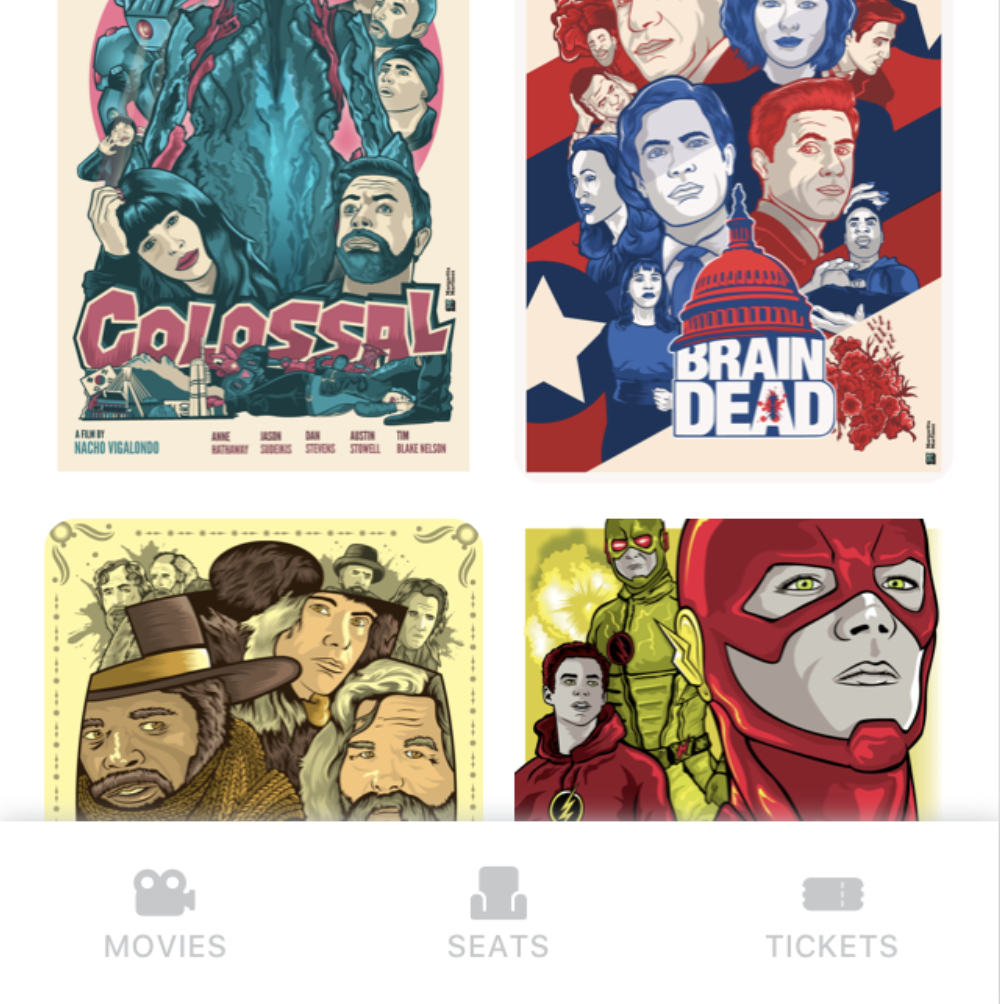 COLOSSAL
A FILM BY
NACHO VIGALONDO
ANNE
HATHAWAY
JASON
SUDEIKIS
DAN
STEVENS
AUSTIN
STOWELL
TIM
BLAKE NELSON
BRAIN
DEAD
MOVIES
SEATS
TICKETS